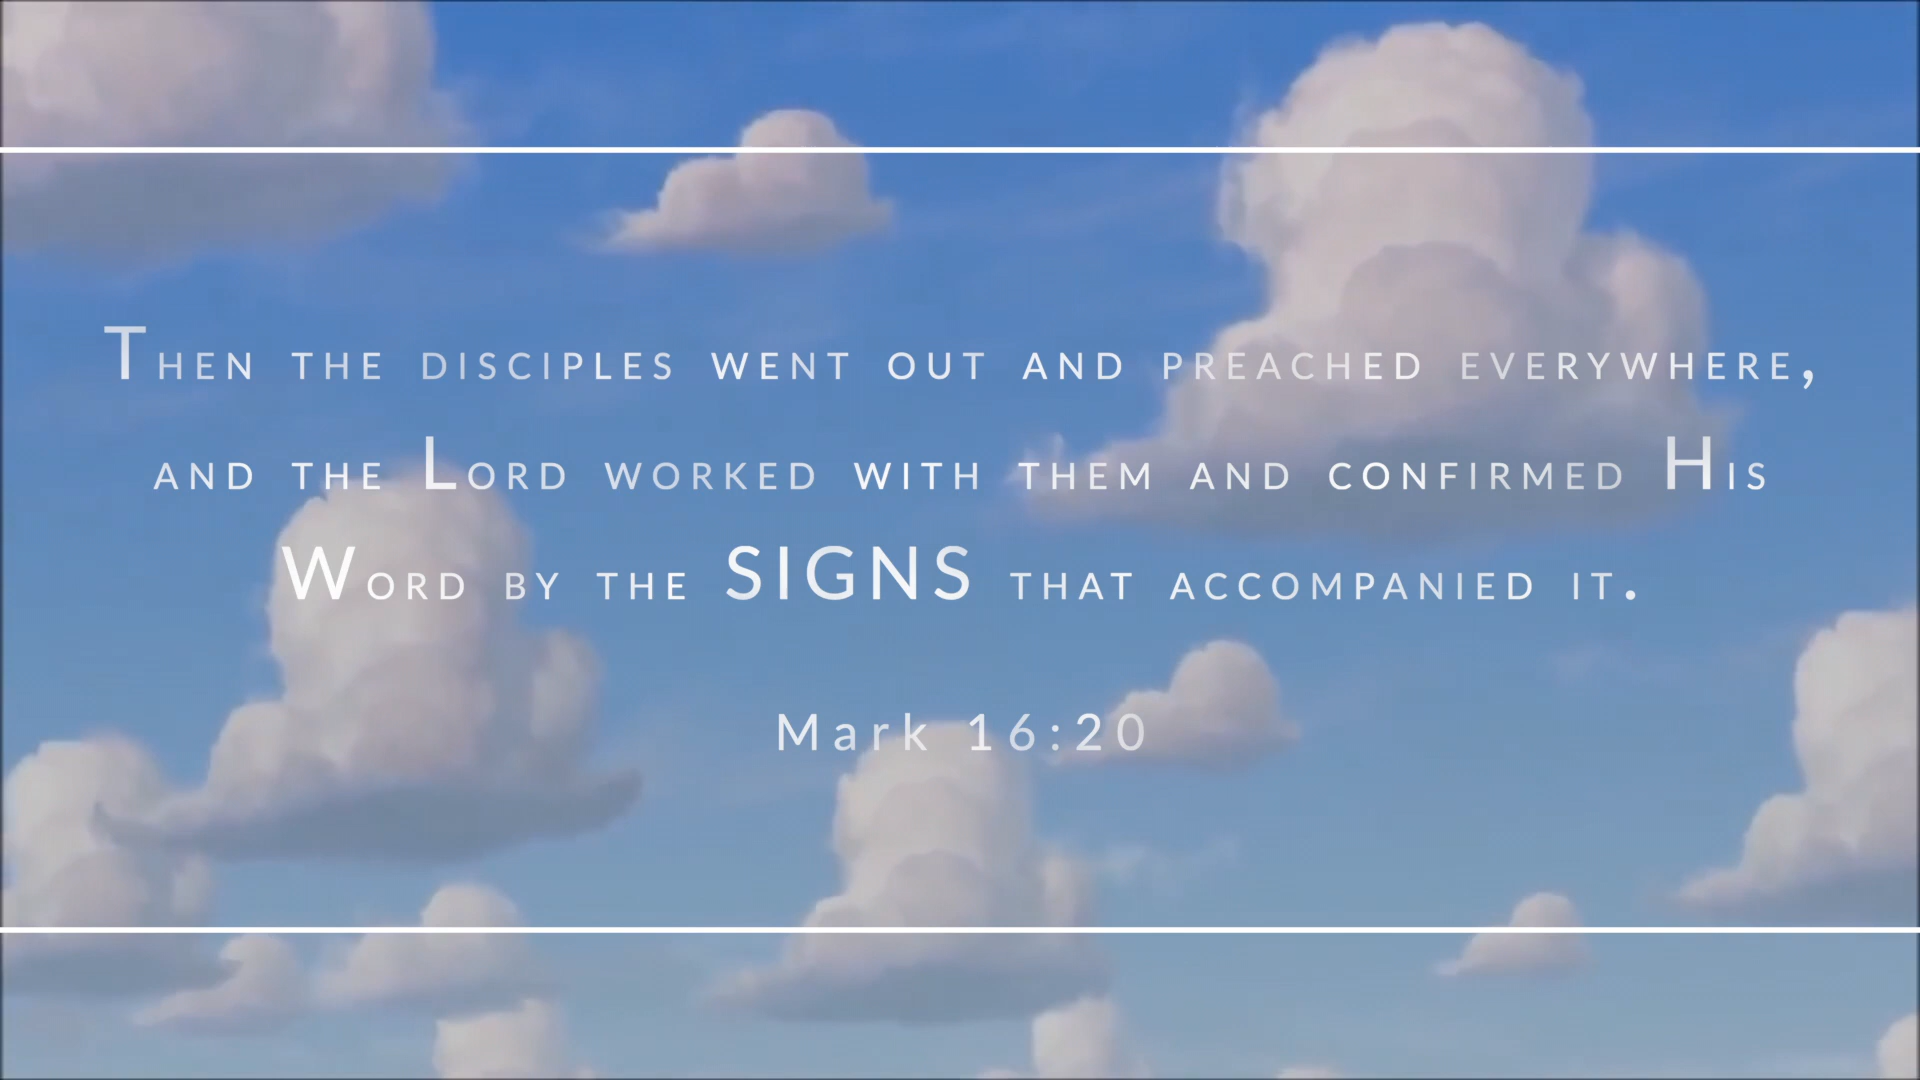 Then the disciples went out and preached everywhere,
and the Lord worked with them and confirmed His
Word by the SIGNS that accompanied it.
Mark 16:20